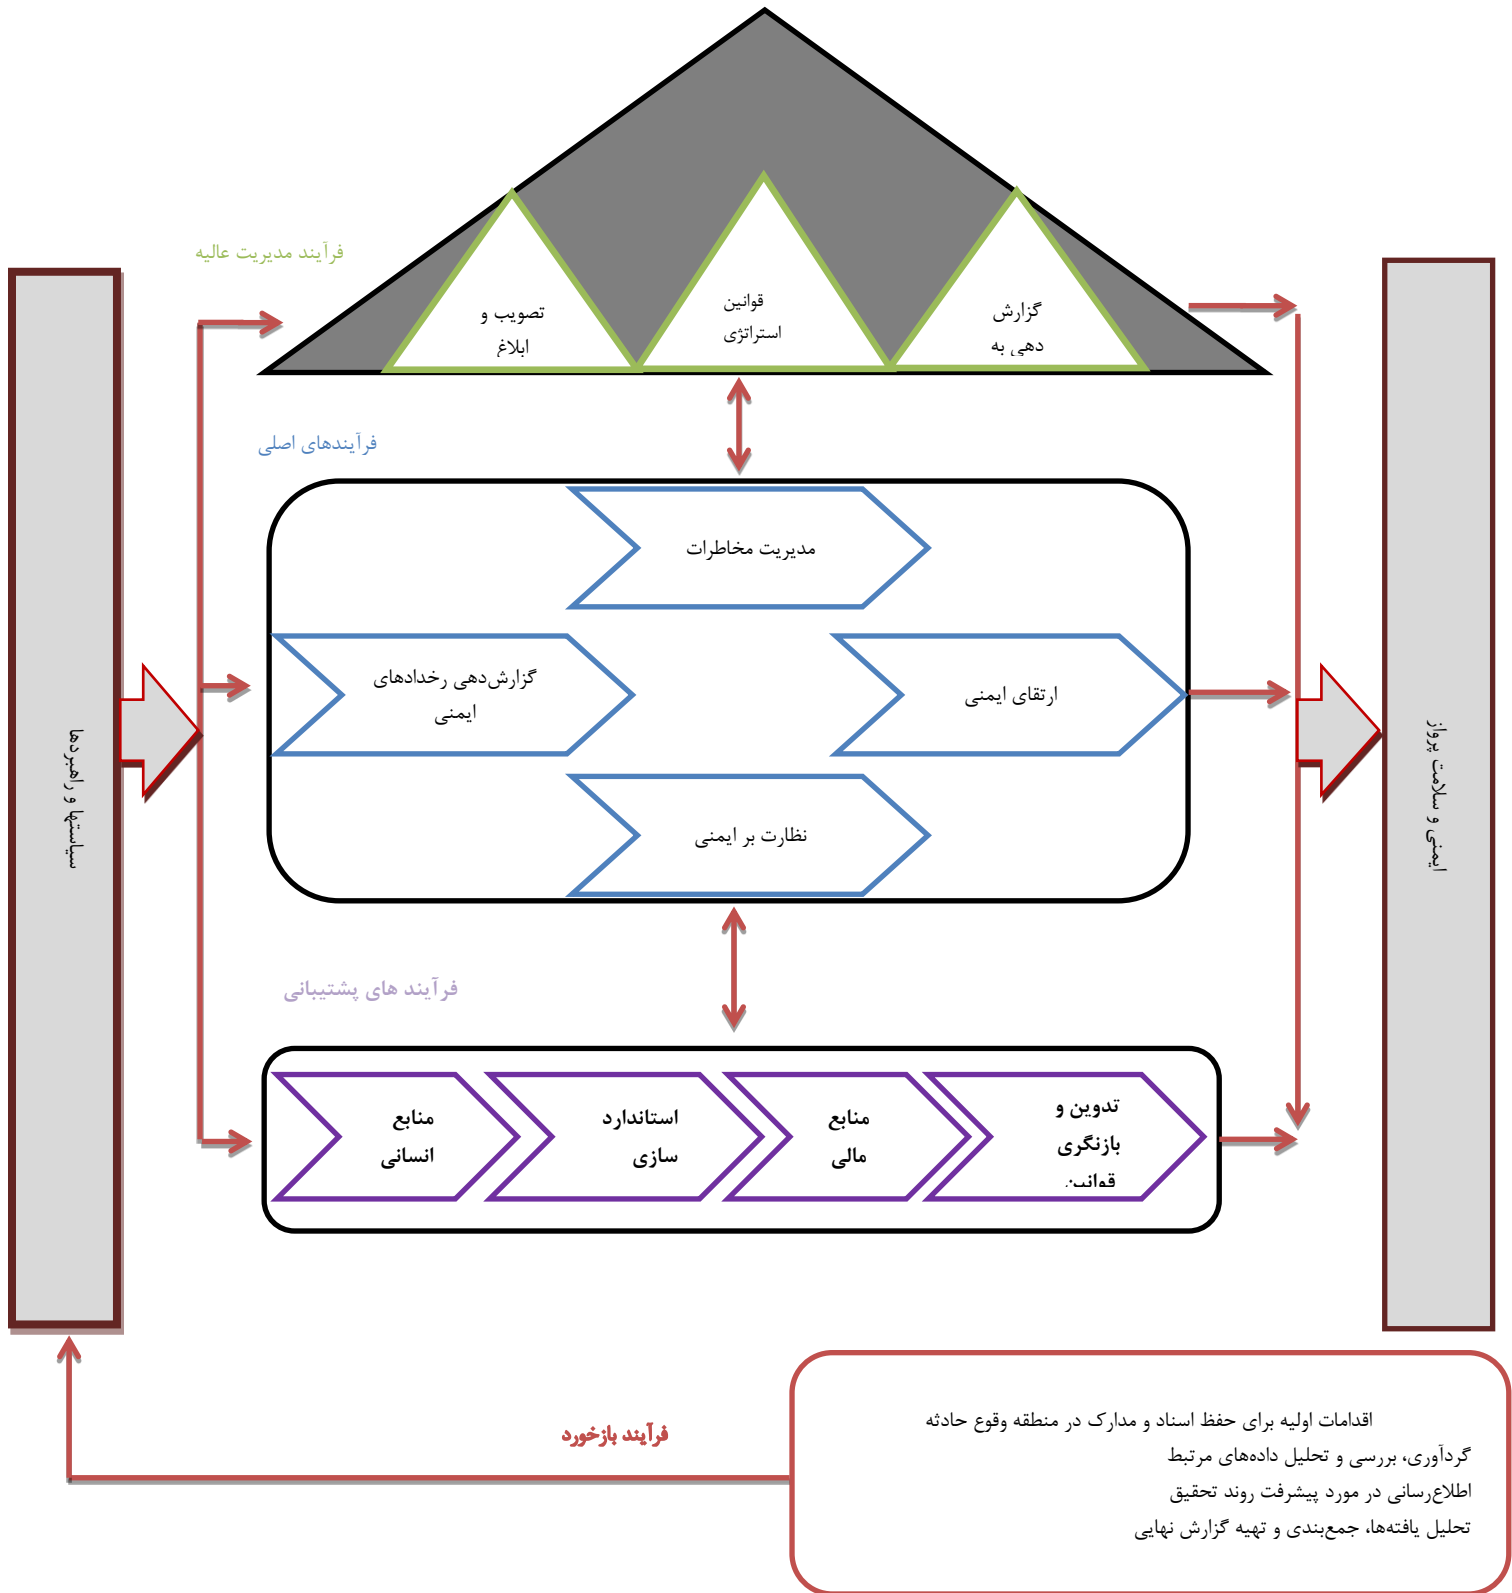 فرآیند مدیریت عالیه
گزارش
دهی به
قوانین
استراتژی
تصویب و
ابلاغ
فرآیندهای اصلی
مدیریت مخاطرات
گزارش‌دهی رخدادهای
ایمنی
ارتقای ایمنی
نظارت بر ایمنی
سیاستها و راهبردها
ایمنی و سلامت پرواز
فرآیند های پشتیبانی
منابع
انسانی
استاندارد
سازی
منابع
مالی
تدوین و
بازنگری
قوانین
فرآیند بازخورد
اقدامات اولیه برای حفظ اسناد و مدارک در منطقه وقوع حادثه
گردآوری، بررسی و تحلیل داده‌های مرتبط
اطلاع‌رسانی در مورد پیشرفت روند تحقیق
تحلیل یافته‌ها، جمع‌بندی و تهیه گزارش نهایی